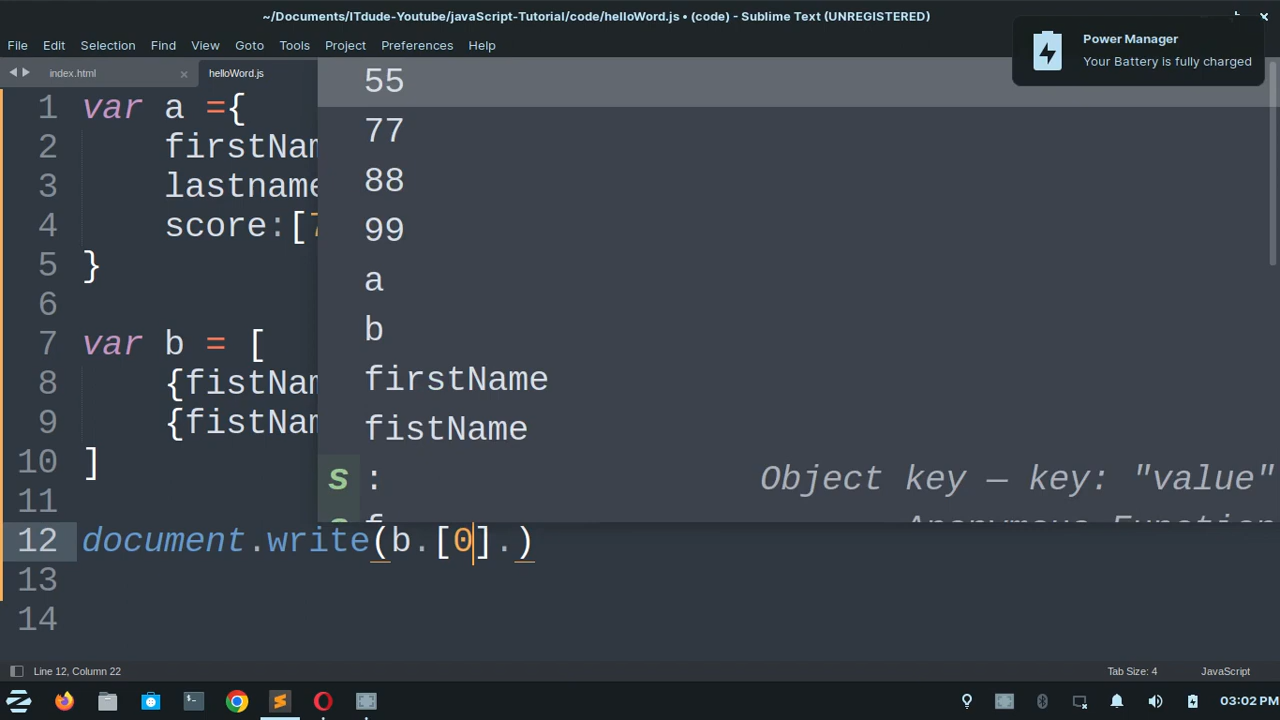 ~/Documents/ITdude-Youtube/javaScript-Tutorial/code/helloWord.js • (code) - Sublime Text (UNREGISTERED)
File Edit Selection Find View Goto Tools Project Preferences Help
Power Manager
Your Battery is fully charged
index.html × helloWord.js
55
77
88
99
a
b
firstName
fistName
s : Object key — key: "value"
1 var a ={
2 firstNam
3 lastname
4 score:[7
5 }
6
7 var b = [
8 {fistNam
9 {fistNam
10 ]
11
12 document.write(b.[0].)
13
14
Line 12, Column 22 Tab Size: 4 JavaScript
03:02 PM